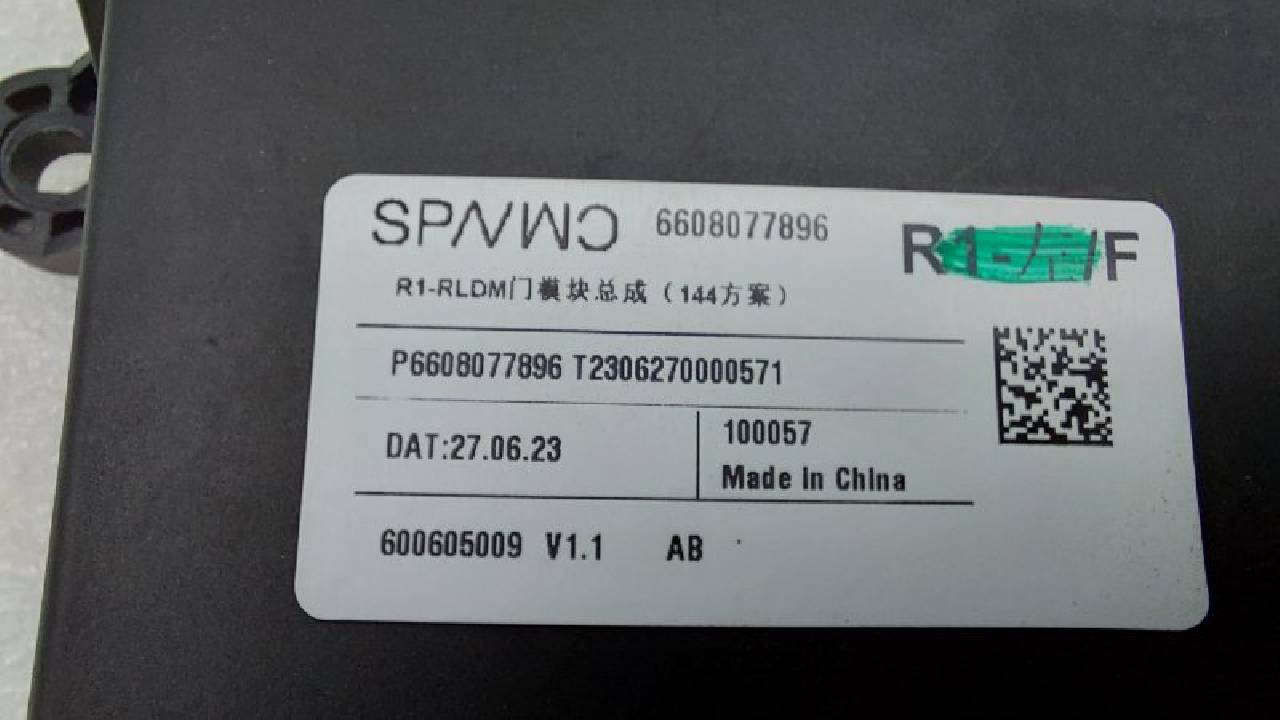 SPΛVWƆ 6608077896
R1-RLDM门模块总成（144方案）
P6608077896 T2306270000571
DAT:27.06.23
100057
Made in China
600605009 V1.1 AB